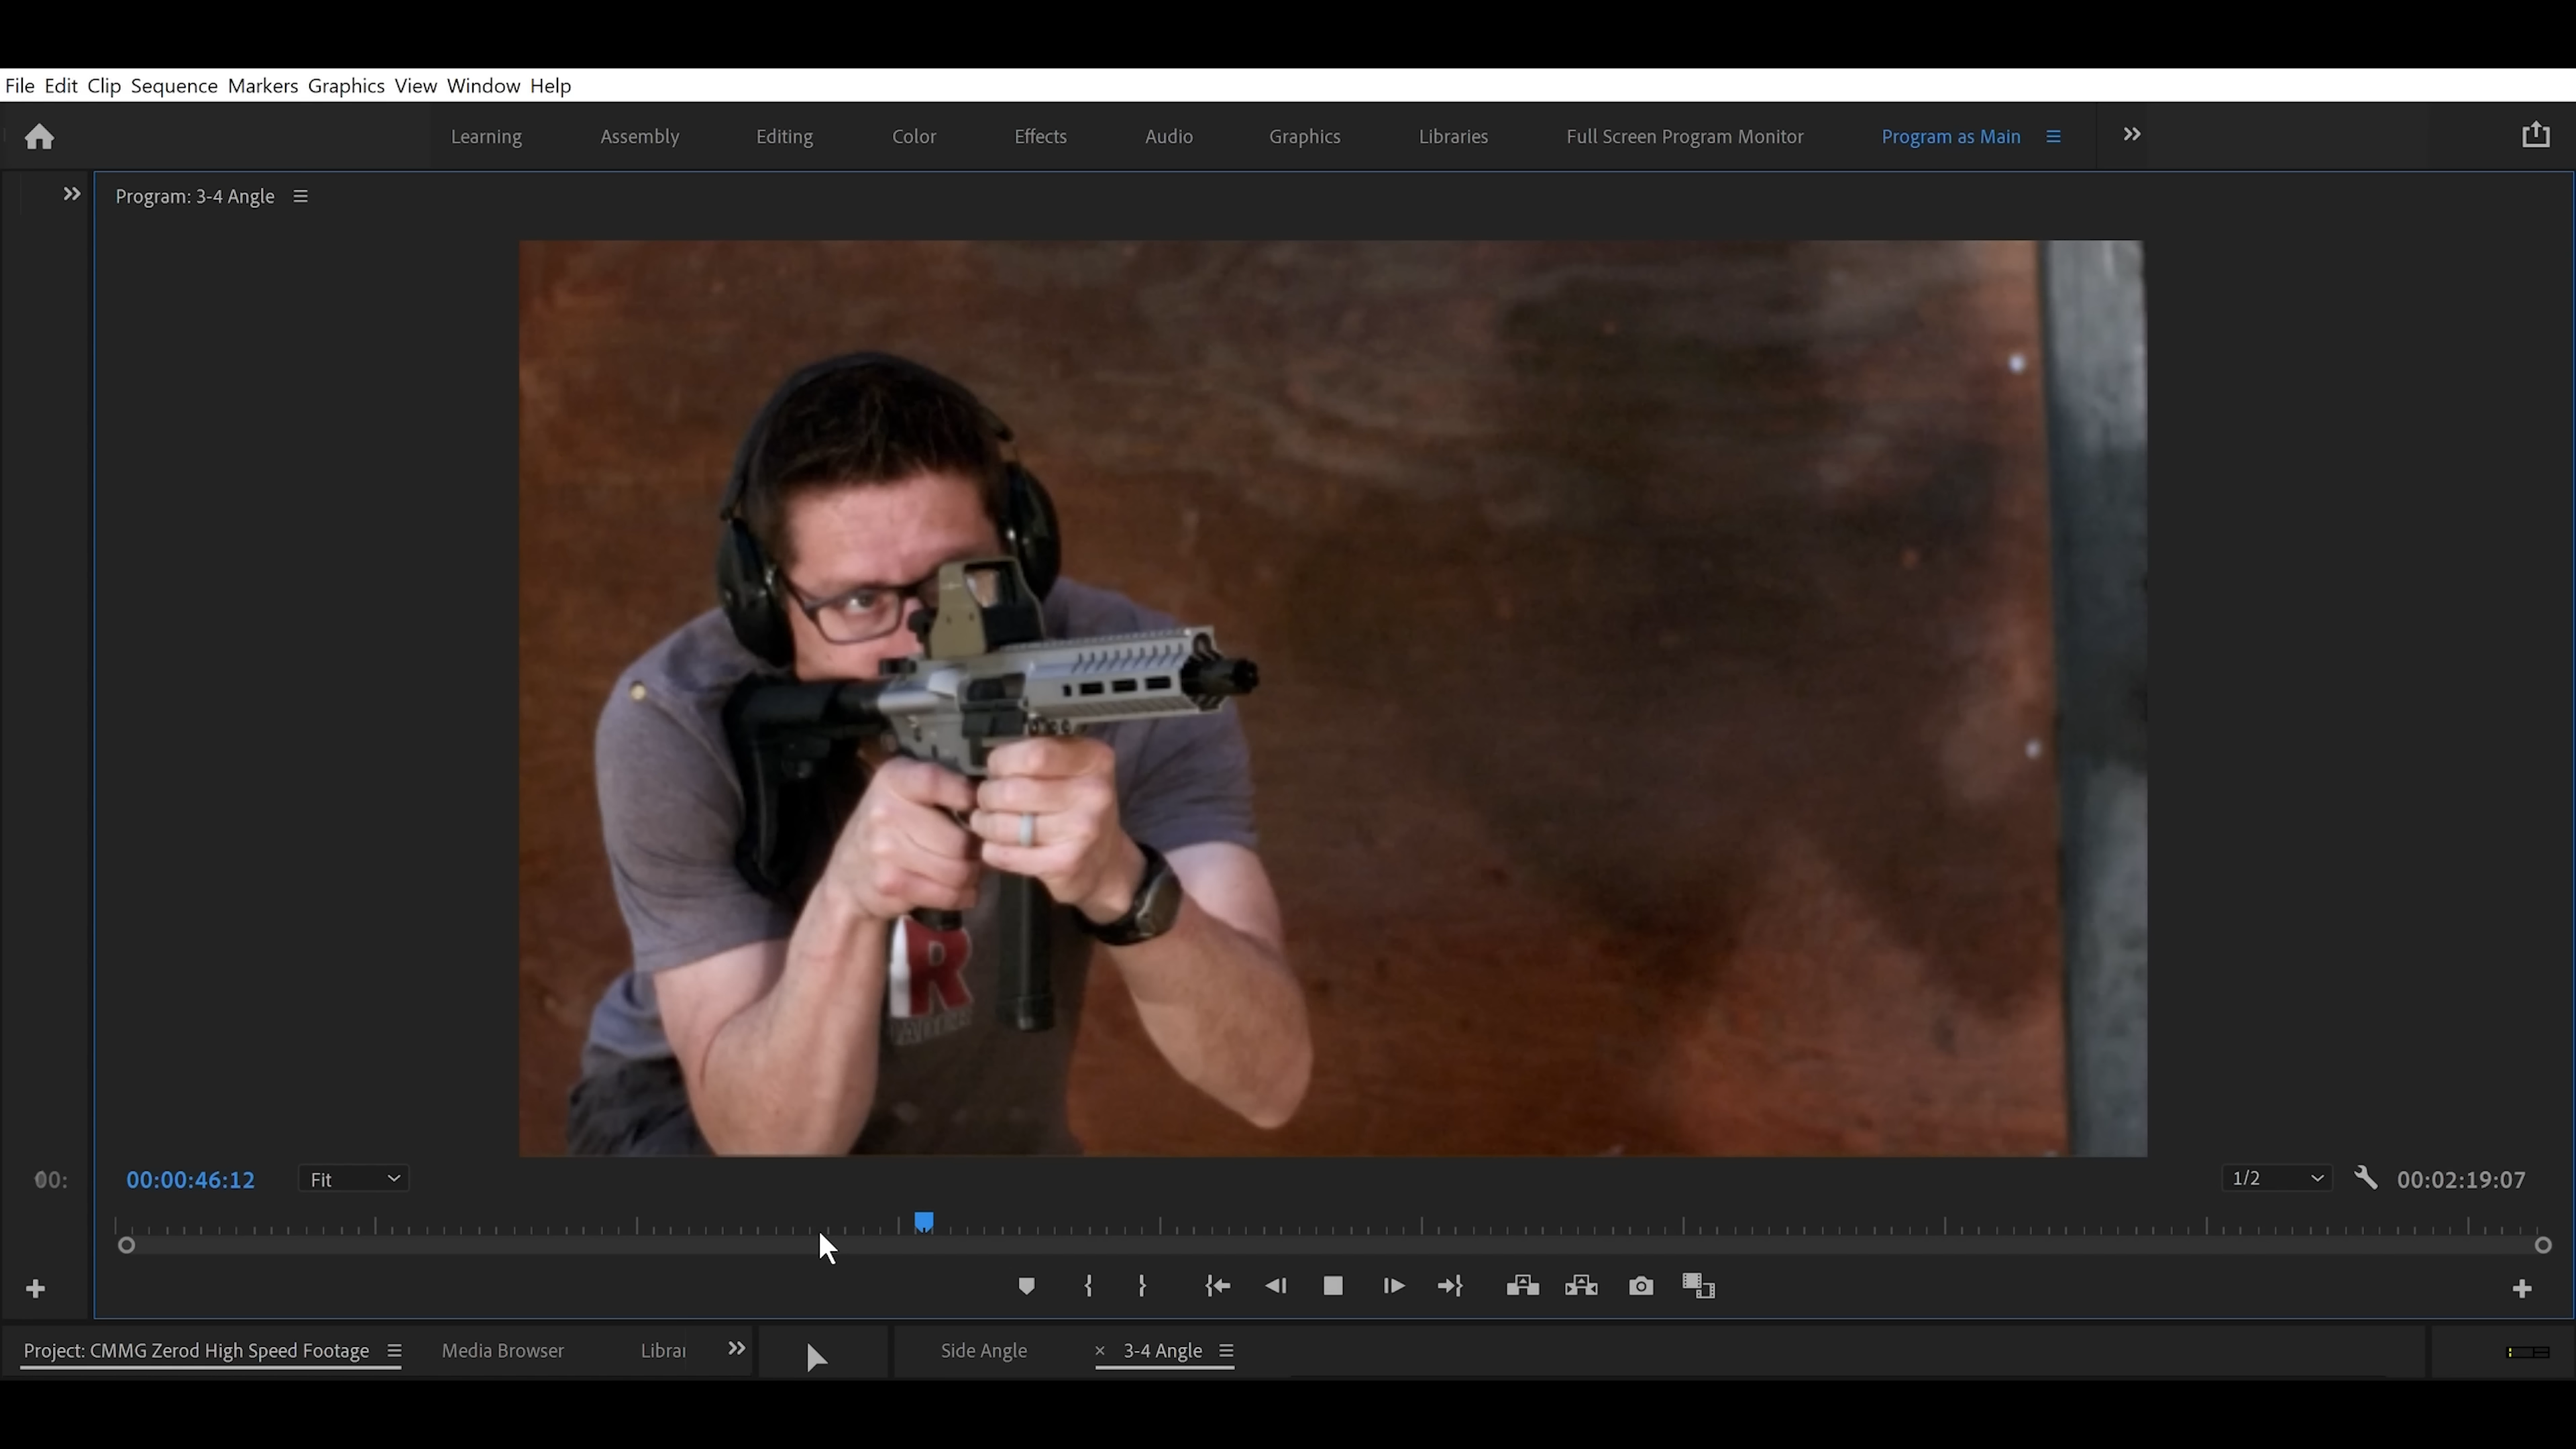 File Edit Clip Sequence Markers Graphics View Window Help
Learning Assembly Editing Color Effects Audio Graphics Libraries Full Screen Program Monitor Program as Main
Program: 3-4 Angle
R
00: 00:00:46:12 Fit 1/2 00:02:19:07
Project: CMMG Zerod High Speed Footage Media Browser Librar Side Angle × 3-4 Angle